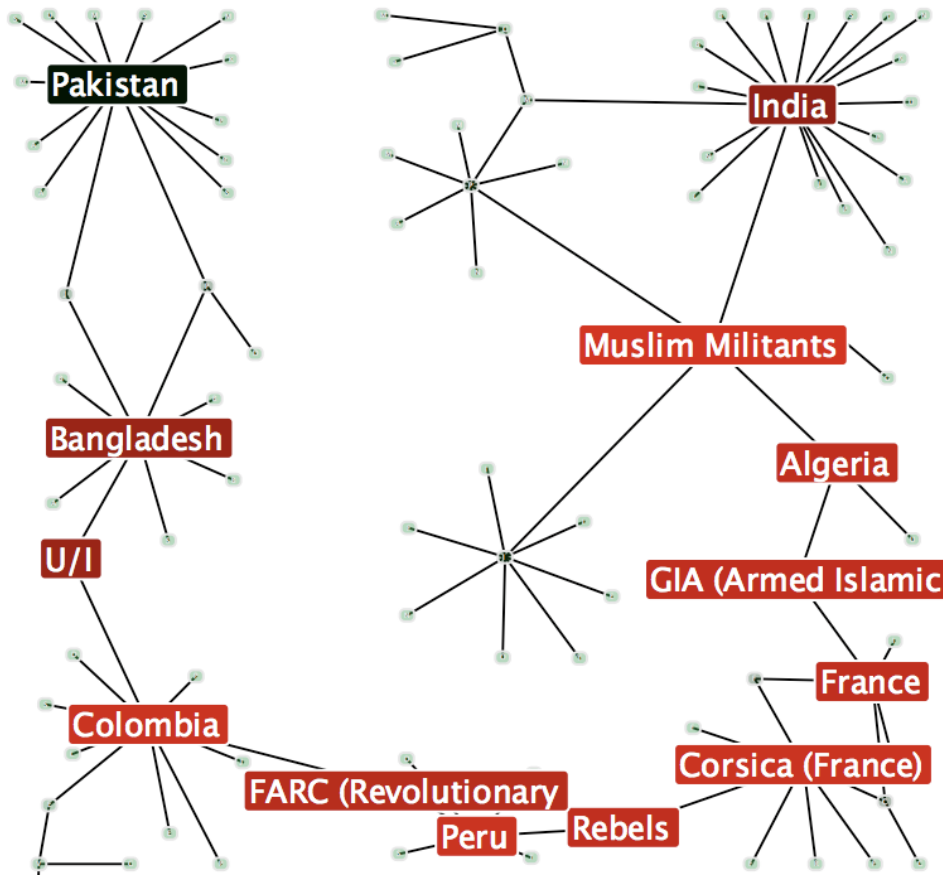 Pakistan
India
Muslim Militants
Bangladesh
Algeria
U/I
GIA (Armed Islamic
France
Colombia
Corsica (France)
FARC (Revolutionary
Rebels
Peru